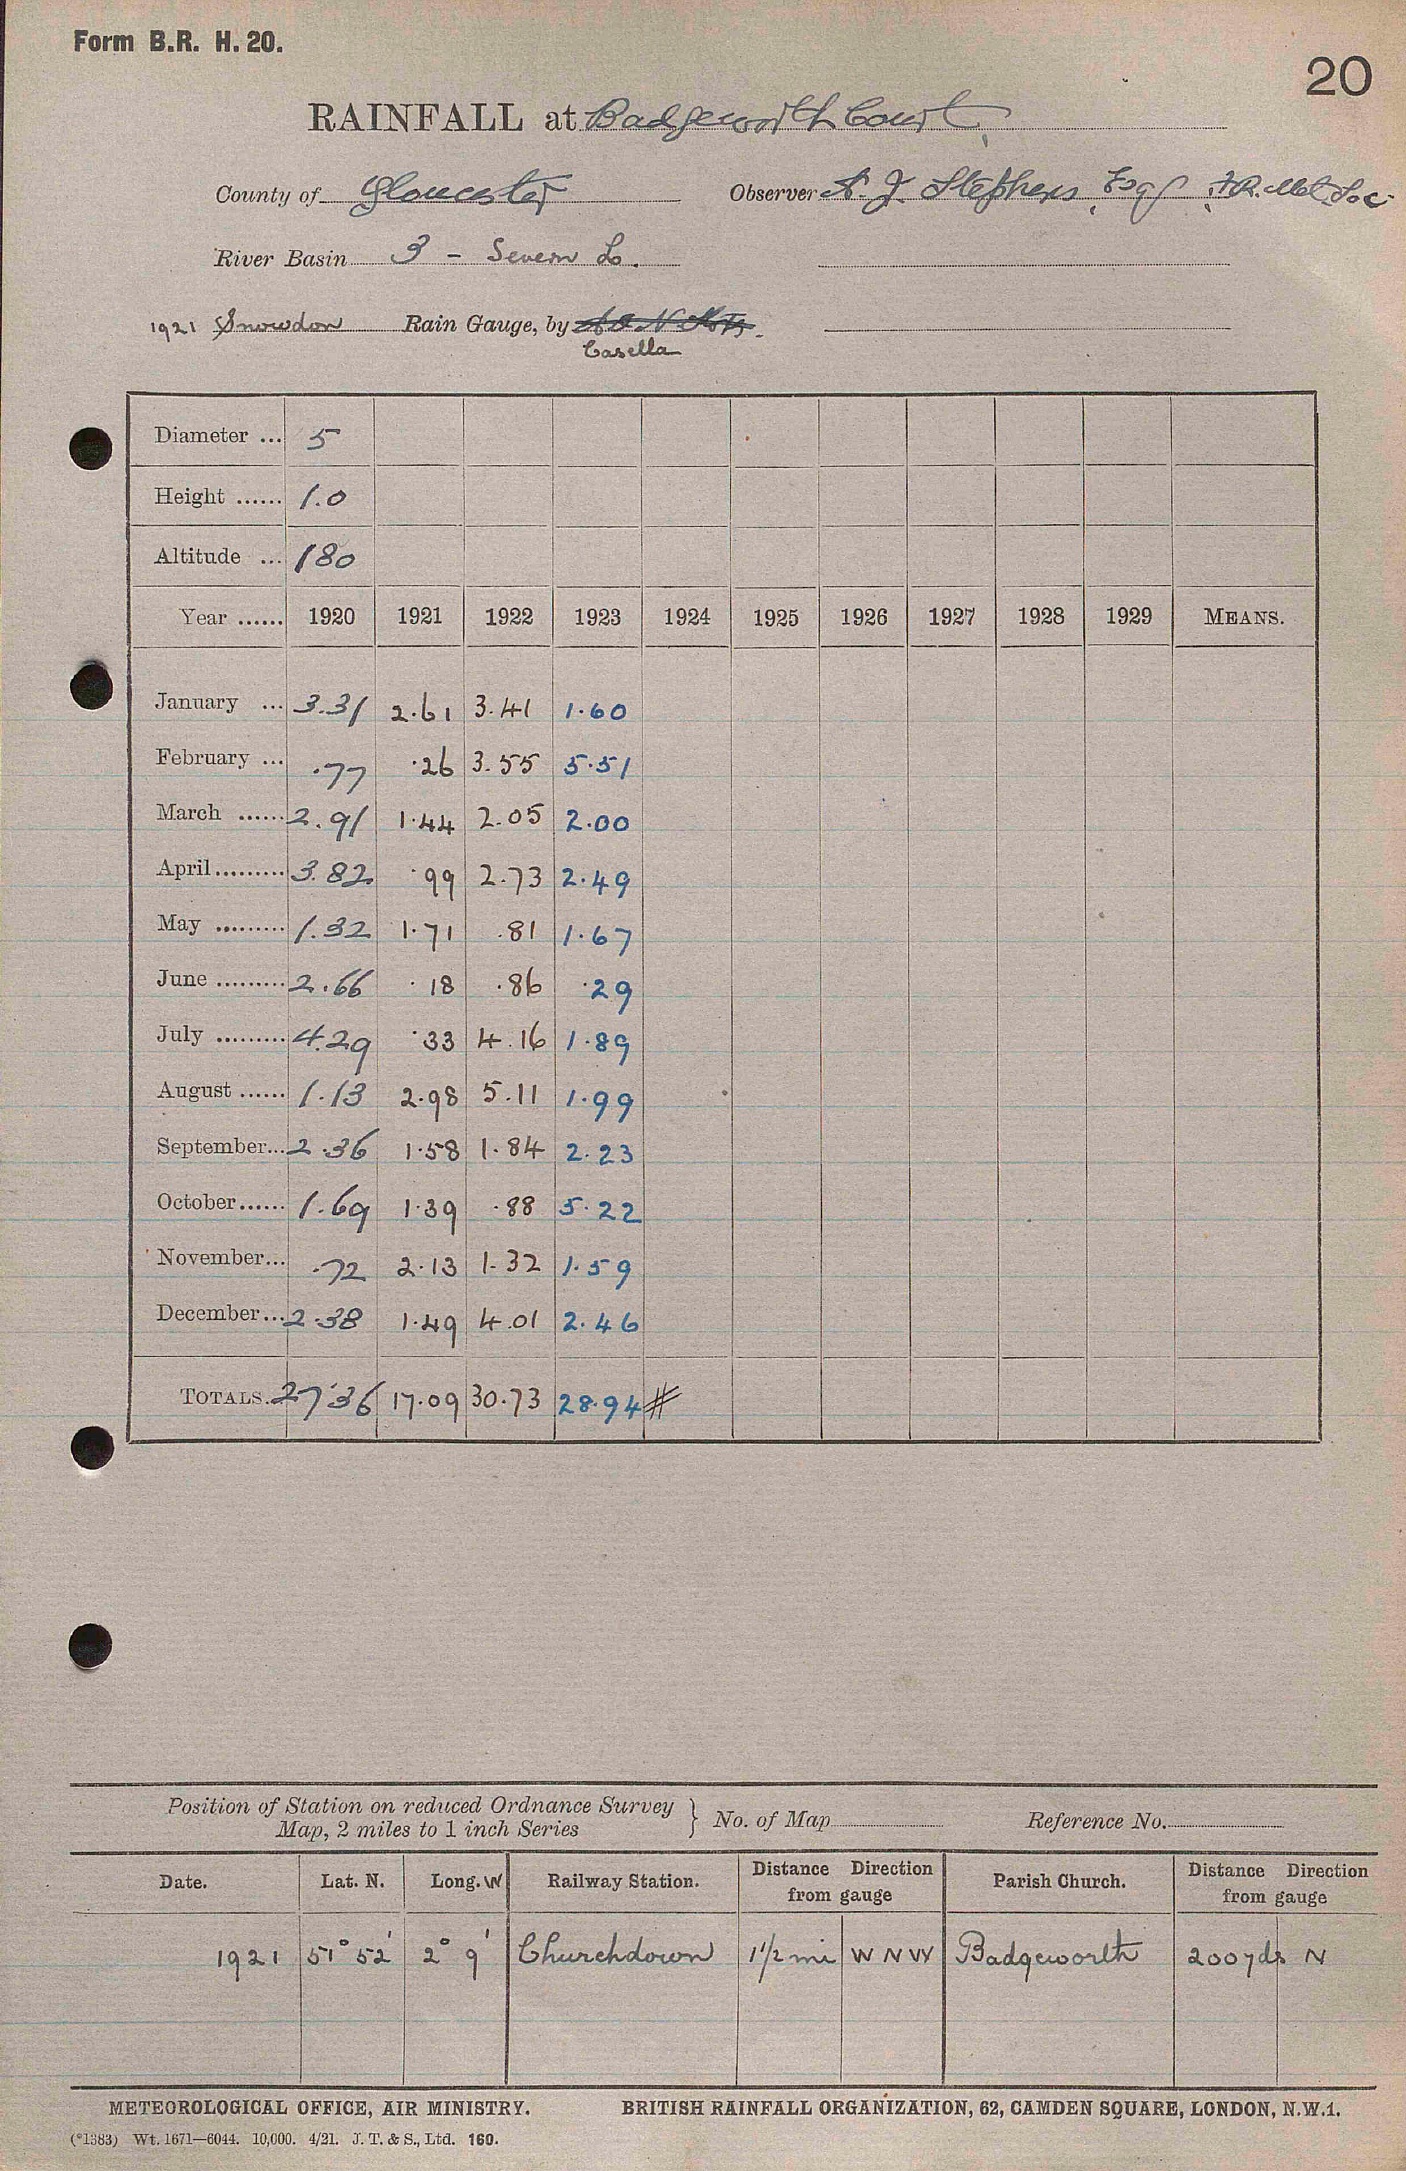 Form B.R. H. 20.
20
RAINFALL at Badgeworth Court.
County of Gloucester Observer A. J. Stephens, Esq., F.R. Met. Soc.
River Basin 3 - Severn L.
1921 Snowdon Rain Gauge, by
Casella
Diameter ... 5
Height ...... 1.0
Altitude ... 180
Year ...... 1920 1921 1922 1923 1924 1925 1926 1927 1928 1929 MEANS.
January ... 3.31 2.61 3.41 1.60
February ... .77 .26 3.55 5.51
March ...... 2.91 1.44 2.05 2.00
April ......... 3.82 .99 2.73 2.49
May ......... 1.32 1.71 .81 1.67
June ......... 2.66 .18 .86 .29
July ......... 4.29 .33 4.16 1.89
August ...... 1.13 2.98 5.11 1.99
September... 2.36 1.58 1.84 2.23
October...... 1.69 1.39 .88 5.22
November... .72 2.13 1.32 1.59
December... 2.38 1.49 4.01 2.46
TOTALS. 27.36 17.09 30.73 28.94 #
Position of Station on reduced Ordnance Survey
Map, 2 miles to 1 inch Series } No. of Map Reference No.
Date. Lat. N. Long. W Railway Station. Distance Direction from gauge Parish Church. Distance Direction from gauge
1921 51° 52' 2° 9' Churchdown 1 1/2 mi W N W Badgeworth 200 yds N
METEOROLOGICAL OFFICE, AIR MINISTRY. BRITISH RAINFALL ORGANIZATION, 62, CAMDEN SQUARE, LONDON, N.W.1.
(*1383) Wt. 1671—6044. 10,000. 4/21. J. T. & S., Ltd. 160.